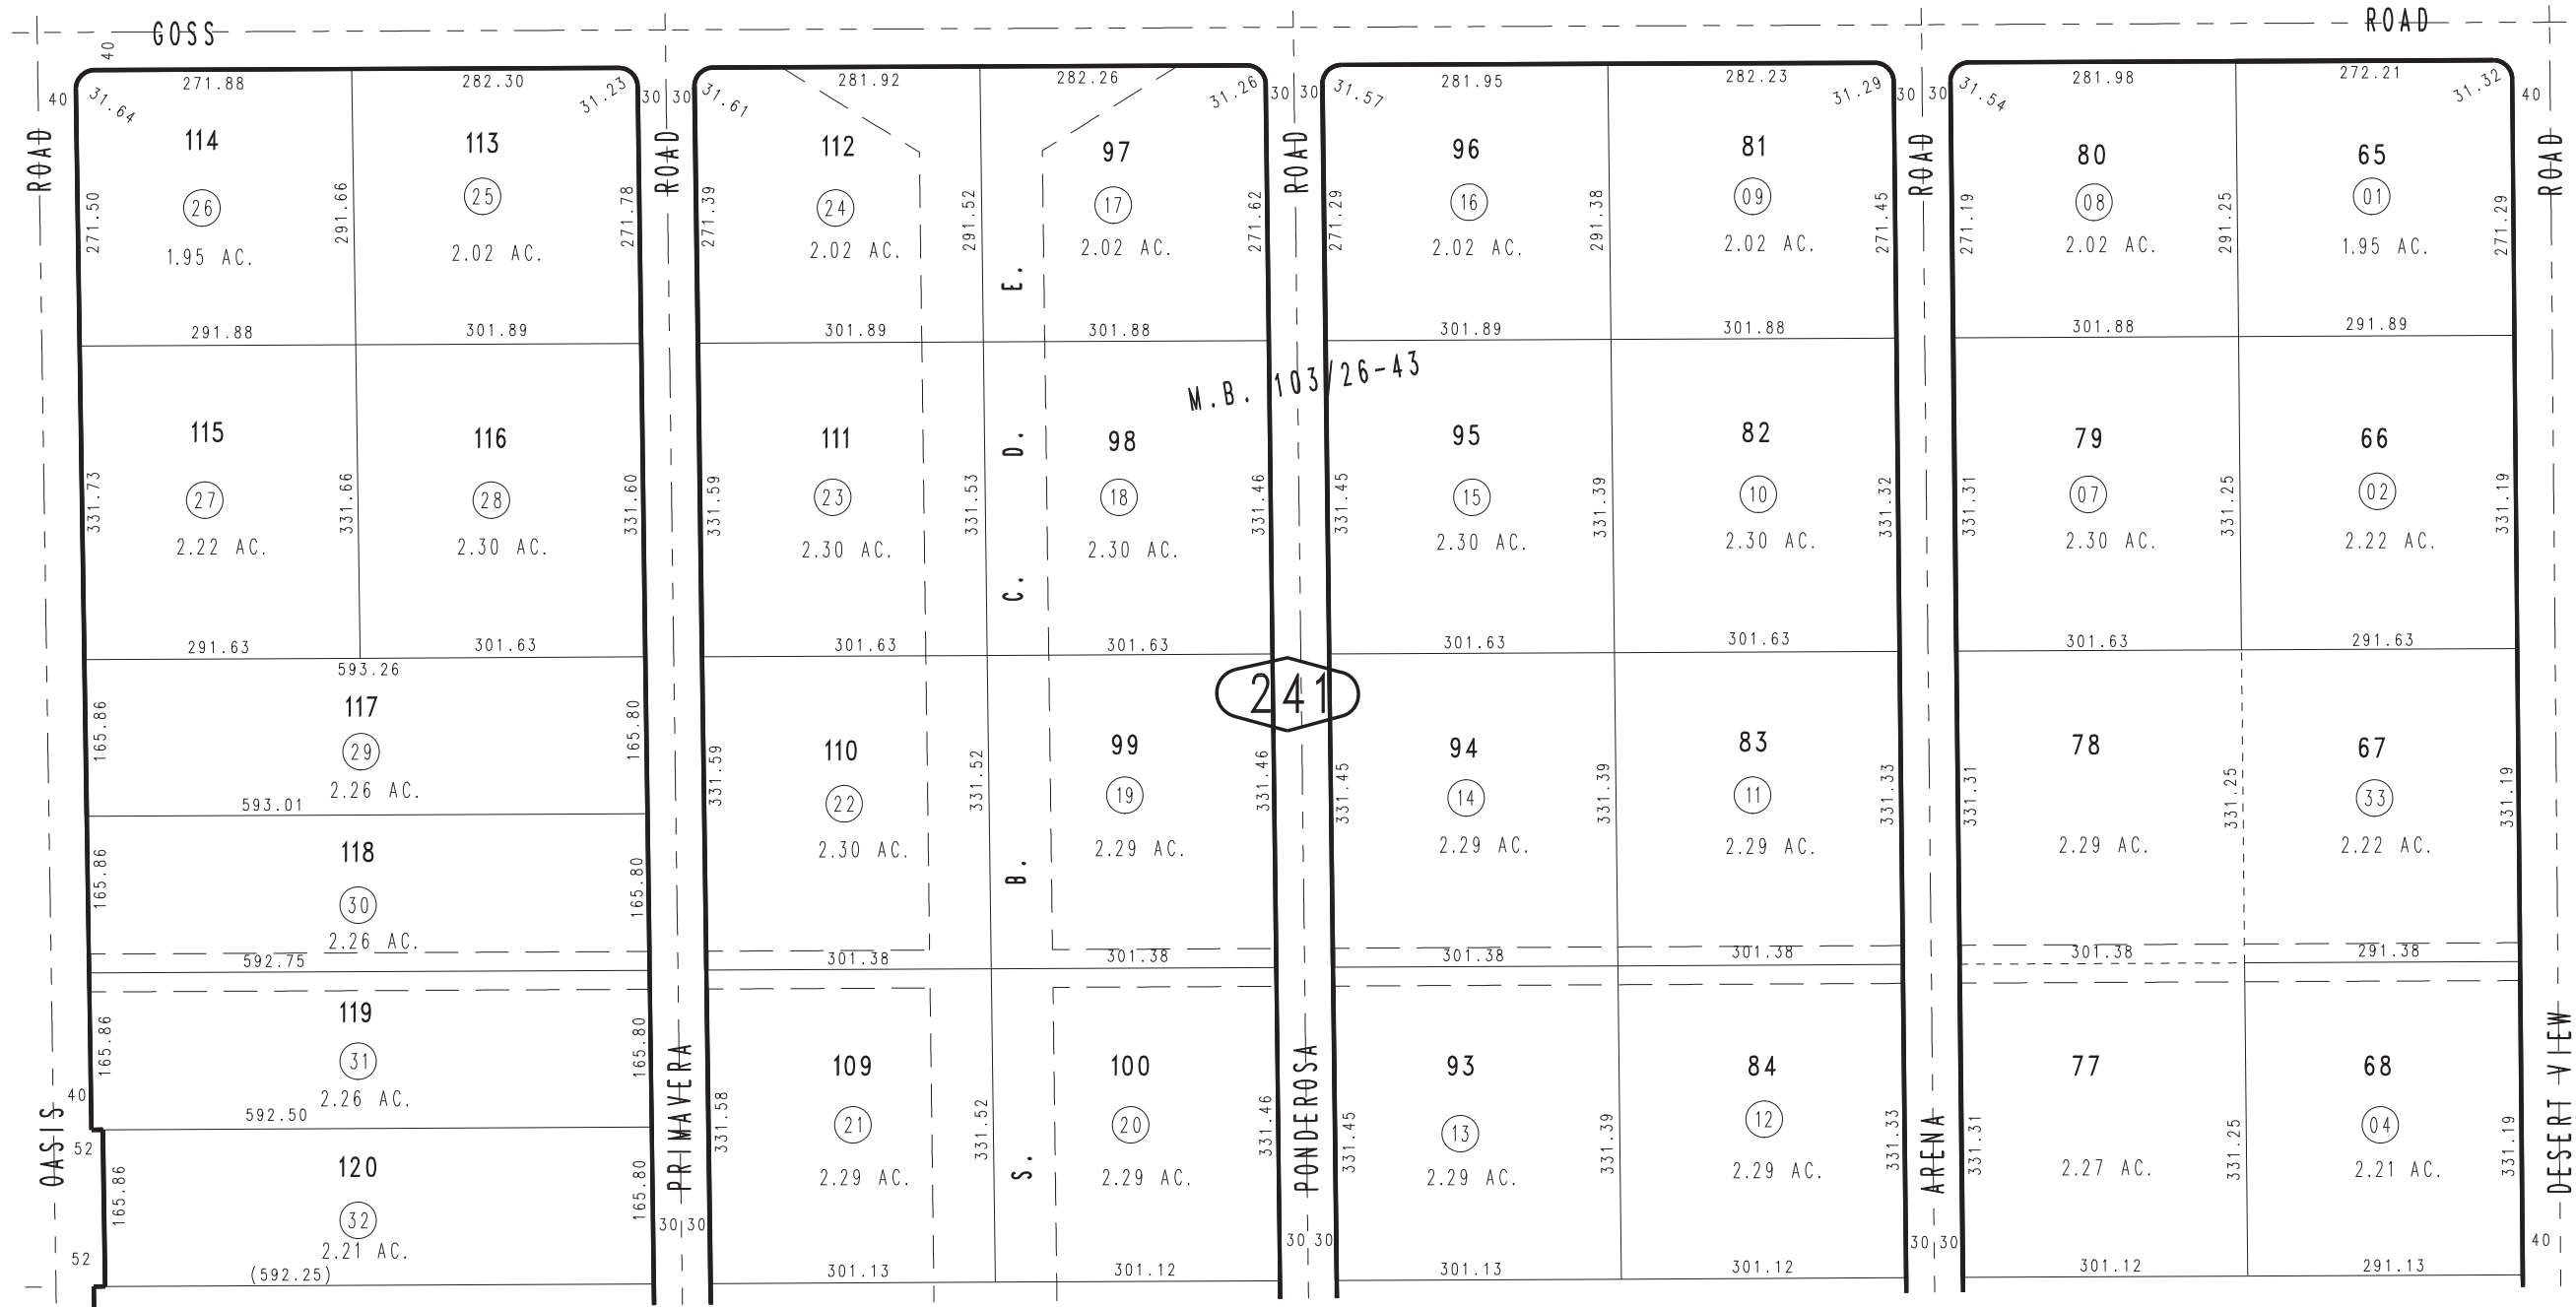 GOSS ROAD
40 271.88 282.30 281.92 282.26 281.95 282.23 281.98 272.21
40 31.64 31.23 30 30 31.61 31.26 30 30 31.57 31.29 30 30 31.54 31.32 40
ROAD ROAD ROAD ROAD ROAD
114 113 112 97 96 81 80 65
26 25 24 17 16 09 08 01
271.50 291.66 271.78 271.39 291.52 271.62 271.29 291.38 271.45 271.19 291.25 271.29
1.95 AC. 2.02 AC. 2.02 AC. 2.02 AC. 2.02 AC. 2.02 AC. 2.02 AC. 1.95 AC.
E.
291.88 301.89 301.89 301.88 301.89 301.88 301.88 291.89
M.B. 103/26-43
115 116 111 98 95 82 79 66
D.
27 28 23 18 15 10 07 02
331.73 331.66 331.60 331.59 331.53 331.46 331.45 331.39 331.32 331.31 331.25 331.19
2.22 AC. 2.30 AC. 2.30 AC. 2.30 AC. 2.30 AC. 2.30 AC. 2.30 AC. 2.22 AC.
C.
291.63 301.63 301.63 301.63 301.63 301.63 301.63 291.63
593.26
241
117
165.86 165.80
29
2.26 AC.
593.01
110 99 94 83 78 67
22 19 14 11 33
331.59 331.52 331.46 331.45 331.39 331.33 331.31 331.25 331.19
2.30 AC. 2.29 AC. 2.29 AC. 2.29 AC. 2.29 AC. 2.22 AC.
118
165.86 165.80
B.
30
2.26 AC.
592.75 301.38 301.38 301.38 301.38 301.38 291.38
119
165.86 165.80
31
2.26 AC.
592.50
109 100 93 84 77 68
21 20 13 12 04
331.58 331.52 331.46 331.45 331.39 331.33 331.31 331.25 331.19
2.29 AC. 2.29 AC. 2.29 AC. 2.29 AC. 2.27 AC. 2.21 AC.
S.
40
52
OASIS PRIMAVERA PONDEROSA ARENA DESERT VIEW
120
165.86 165.80
32
2.21 AC.
52 30 30 30 30 30 30 40
(592.25) 301.13 301.12 301.13 301.12 301.12 291.13